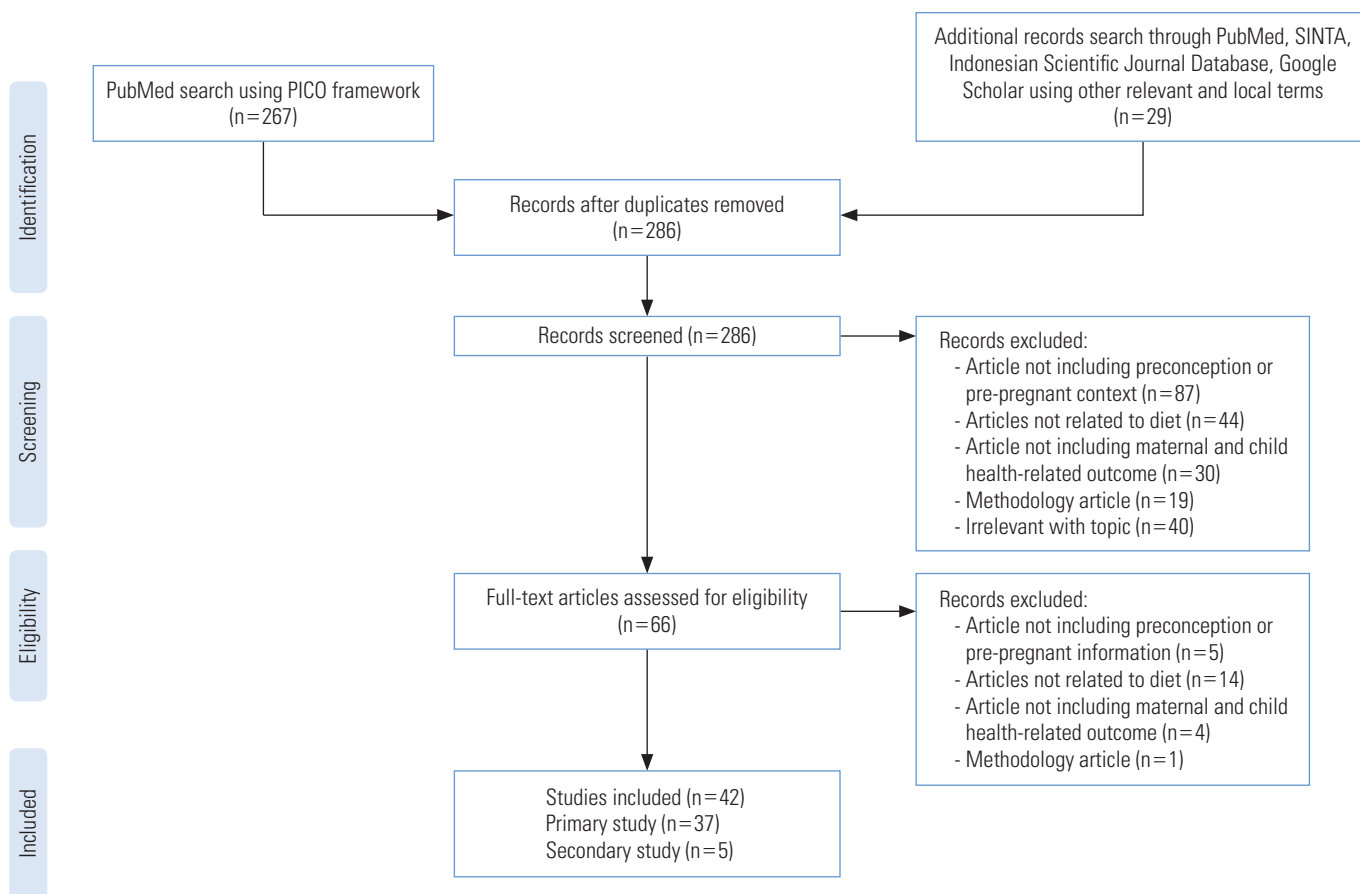 Identification
PubMed search using PICO framework
(n=267)
Additional records search through PubMed, SINTA,
Indonesian Scientific Journal Database, Google
Scholar using other relevant and local terms
(n=29)
Records after duplicates removed
(n=286)
Screening
Records screened (n=286)
Records excluded:
- Article not including preconception or
pre-pregnant context (n=87)
- Articles not related to diet (n=44)
- Article not including maternal and child
health-related outcome (n=30)
- Methodology article (n=19)
- Irrelevant with topic (n=40)
Eligibility
Full-text articles assessed for eligibility
(n=66)
Records excluded:
- Article not including preconception or
pre-pregnant information (n=5)
- Articles not related to diet (n=14)
- Article not including maternal and child
health-related outcome (n=4)
- Methodology article (n=1)
Included
Studies included (n=42)
Primary study (n=37)
Secondary study (n=5)